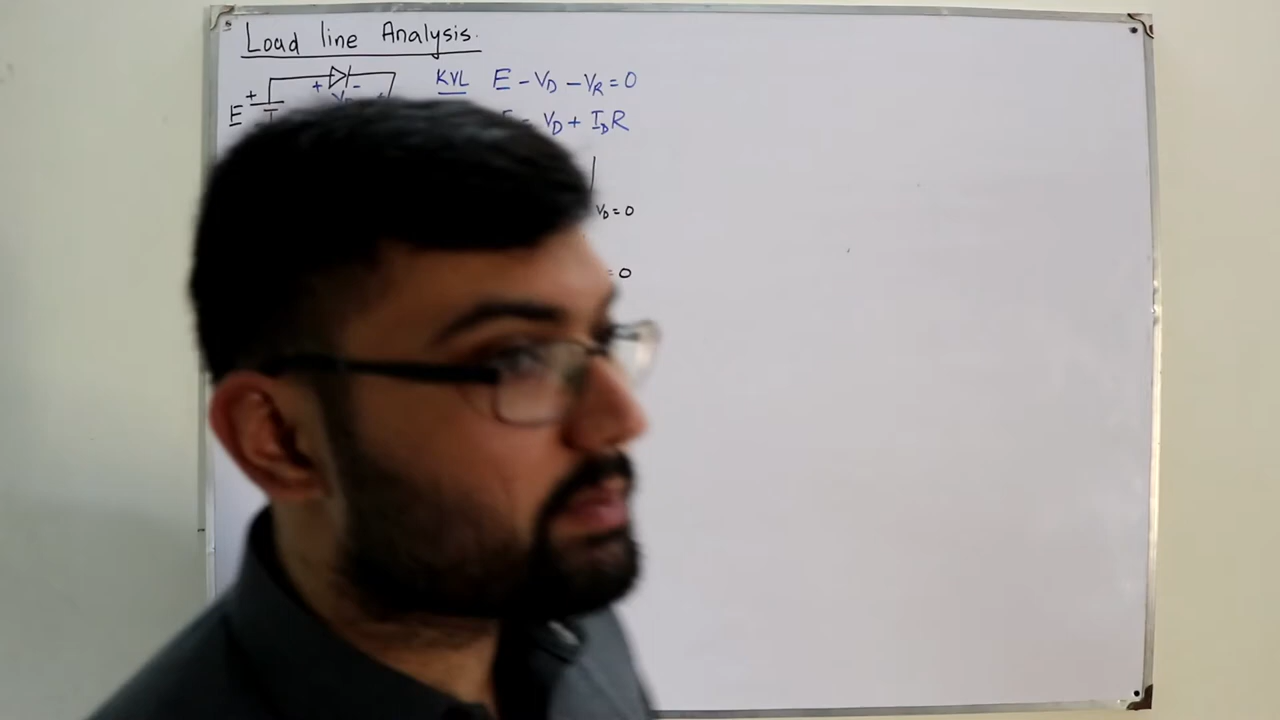 Load line Analysis.
KVL E - V_D - V_R = 0
+ -
+
E
V_D + I_D R
V_D = 0
= 0